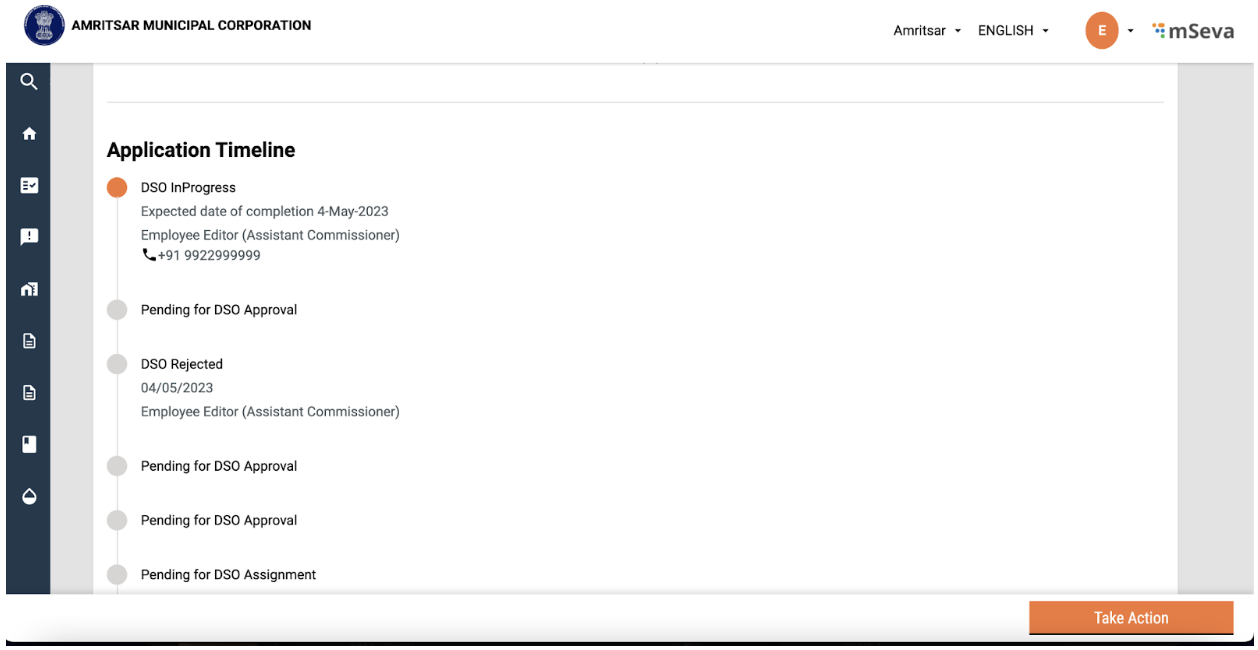 AMRITSAR MUNICIPAL CORPORATION
Amritsar
ENGLISH
E
mSeva
Application Timeline
DSO InProgress
Expected date of completion 4-May-2023
Employee Editor (Assistant Commissioner)
+91 9922999999
Pending for DSO Approval
DSO Rejected
04/05/2023
Employee Editor (Assistant Commissioner)
Pending for DSO Approval
Pending for DSO Approval
Pending for DSO Assignment
Take Action